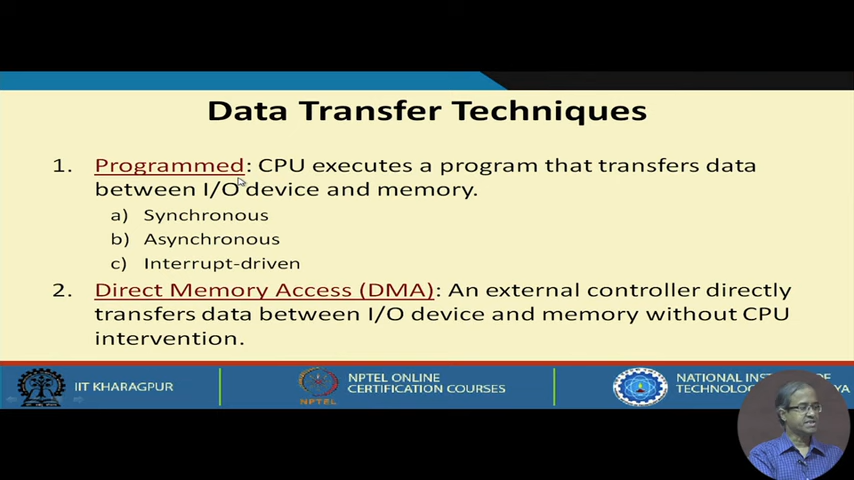 Data Transfer Techniques
1. Programmed: CPU executes a program that transfers data
between I/O device and memory.
a) Synchronous
b) Asynchronous
c) Interrupt-driven
2. Direct Memory Access (DMA): An external controller directly
transfers data between I/O device and memory without CPU
intervention.
IIT KHARAGPUR
NPTEL
NPTEL ONLINE
CERTIFICATION COURSES
NATIONAL OF
TECHNOLOGY